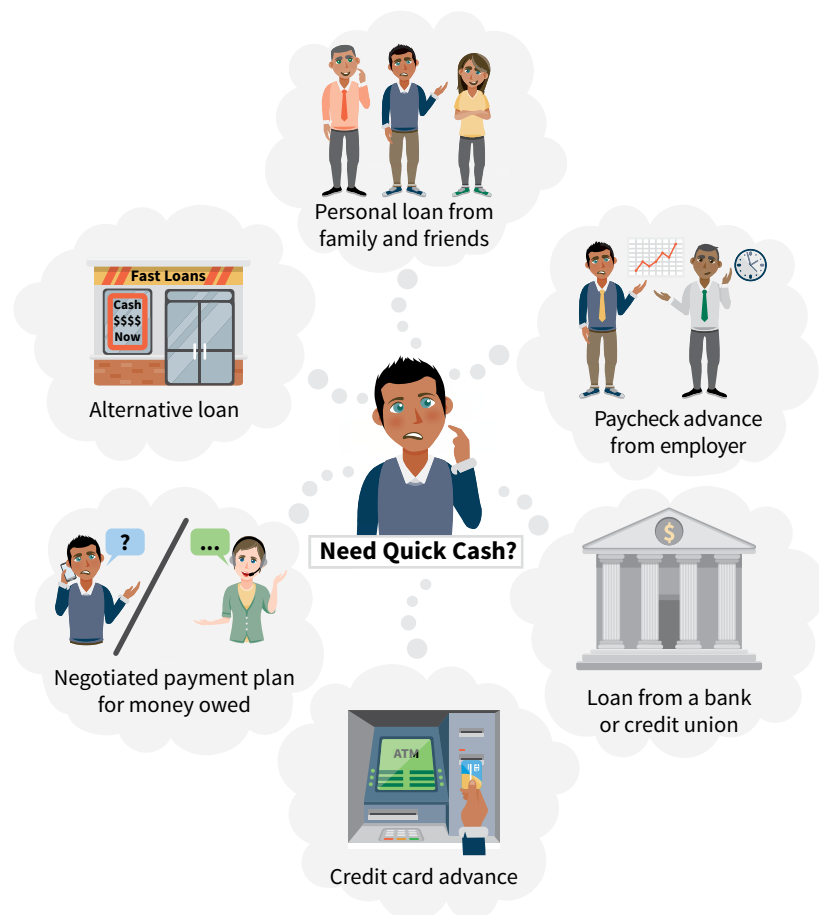 Personal loan from
family and friends
Fast Loans
Cash
$$$$
Now
Alternative loan
Paycheck advance
from employer
Need Quick Cash?
?
...
Negotiated payment plan
for money owed
$
Loan from a bank
or credit union
ATM
Credit card advance